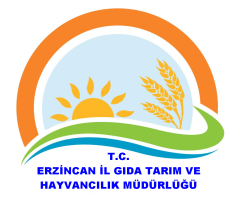 T.C.
ERZİNCAN İL GIDA TARIM VE
HAYVANCILIK MÜDÜRLÜĞÜ